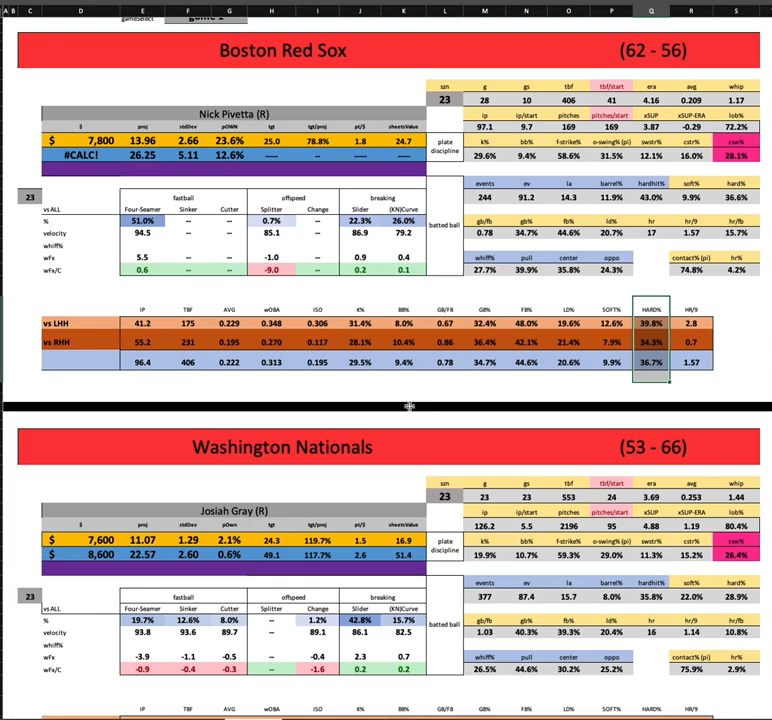 A B C D E F G H I J K L M N O P Q R S
gameSelect
Boston Red Sox (62 - 56)
szn g gs tbf tbf/start era avg whip
23 28 10 406 41 4.16 0.209 1.17
Nick Pivetta (R) ip ip/start pitches pitches/start xSUP xSUP-ERA lob%
$ proj stdDev pOWN tgt tgt/proj pt/$ sheetsValue 97.1 9.7 169 169 3.87 -0.29 72.2%
$ 7,800 13.96 2.66 23.6% 25.0 78.8% 1.8 24.7 plate discipline k% bb% f-strike% o-swing% (pi) swstr% cstr% csw%
#CALC! 26.25 5.11 12.6% ----- ----- -- ----- 29.6% 9.4% 58.6% 31.5% 12.1% 16.0% 28.1%
events ev la barrel% hardhit% soft% hard%
23 fastball offspeed breaking 244 91.2 14.3 11.9% 43.0% 9.9% 36.6%
vs ALL Four-Seamer Sinker Cutter Splitter Change Slider (KN)Curve
% 51.0% -- -- 0.7% -- 22.3% 26.0% batted ball gb/fb gb% fb% ld% hr hr/9 hr/fb
velocity 94.5 -- -- 85.1 -- 86.9 79.2 0.78 34.7% 44.6% 20.7% 17 1.57 15.7%
whiff%
wFx 5.5 -- -- -1.0 -- 0.9 0.4 whiff% pull center oppo contact% (pi) hr%
wFx/C 0.6 -- -- -9.0 -- 0.2 0.1 27.7% 39.9% 35.8% 24.3% 74.8% 4.2%
IP TBF AVG wOBA ISO K% BB% GB/FB GB% FB% LD% SOFT% HARD% HR/9
vs LHH 41.2 175 0.229 0.348 0.306 31.4% 8.0% 0.67 32.4% 48.0% 19.6% 12.6% 39.8% 2.8
vs RHH 55.2 231 0.195 0.270 0.117 28.1% 10.4% 0.86 36.4% 42.1% 21.4% 7.9% 34.3% 0.7
96.4 406 0.222 0.313 0.195 29.5% 9.4% 0.78 34.7% 44.6% 20.6% 9.9% 36.7% 1.57
Washington Nationals (53 - 66)
szn g gs tbf tbf/start era avg whip
23 23 23 553 24 3.69 0.253 1.44
Josiah Gray (R) ip ip/start pitches pitches/start xSUP xSUP-ERA lob%
$ proj stdDev pOwn tgt tgt/proj pt/$ sheetsValue 126.2 5.5 2196 95 4.88 1.19 80.4%
$ 7,600 11.07 1.29 2.1% 24.3 119.7% 1.5 16.9 plate discipline k% bb% f-strike% o-swing% (pi) swstr% cstr% csw%
$ 8,600 22.57 2.60 0.6% 49.1 117.7% 2.6 51.4 19.9% 10.7% 59.3% 29.0% 11.3% 15.2% 26.4%
events ev la barrel% hardhit% soft% hard%
23 fastball offspeed breaking 377 87.4 15.7 8.0% 35.8% 22.0% 28.9%
vs ALL Four-Seamer Sinker Cutter Splitter Change Slider (KN)Curve
% 19.7% 12.6% 8.0% -- 1.2% 42.8% 15.7% batted ball gb/fb gb% fb% ld% hr hr/9 hr/fb
velocity 93.8 93.6 89.7 -- 89.1 86.1 82.5 1.03 40.3% 39.3% 20.4% 16 1.14 10.8%
whiff%
wFx -3.9 -1.1 -0.5 -- -0.4 2.3 0.7 whiff% pull center oppo contact% (pi) hr%
wFx/C -0.9 -0.4 -0.3 -- -1.6 0.2 0.2 26.5% 44.6% 30.2% 25.2% 75.9% 2.9%
IP TBF AVG wOBA ISO K% BB% GB/FB GB% FB% LD% SOFT% HARD% HR/9